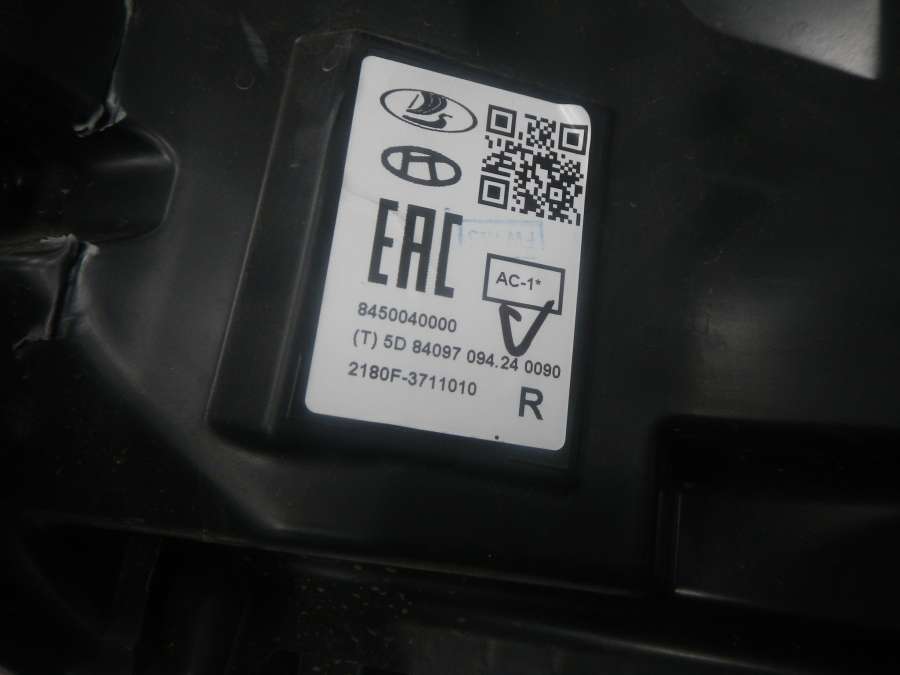 EAC
AC-1*
8450040000
(T) 5D 84097 094.24 0090
2180F-3711010
R